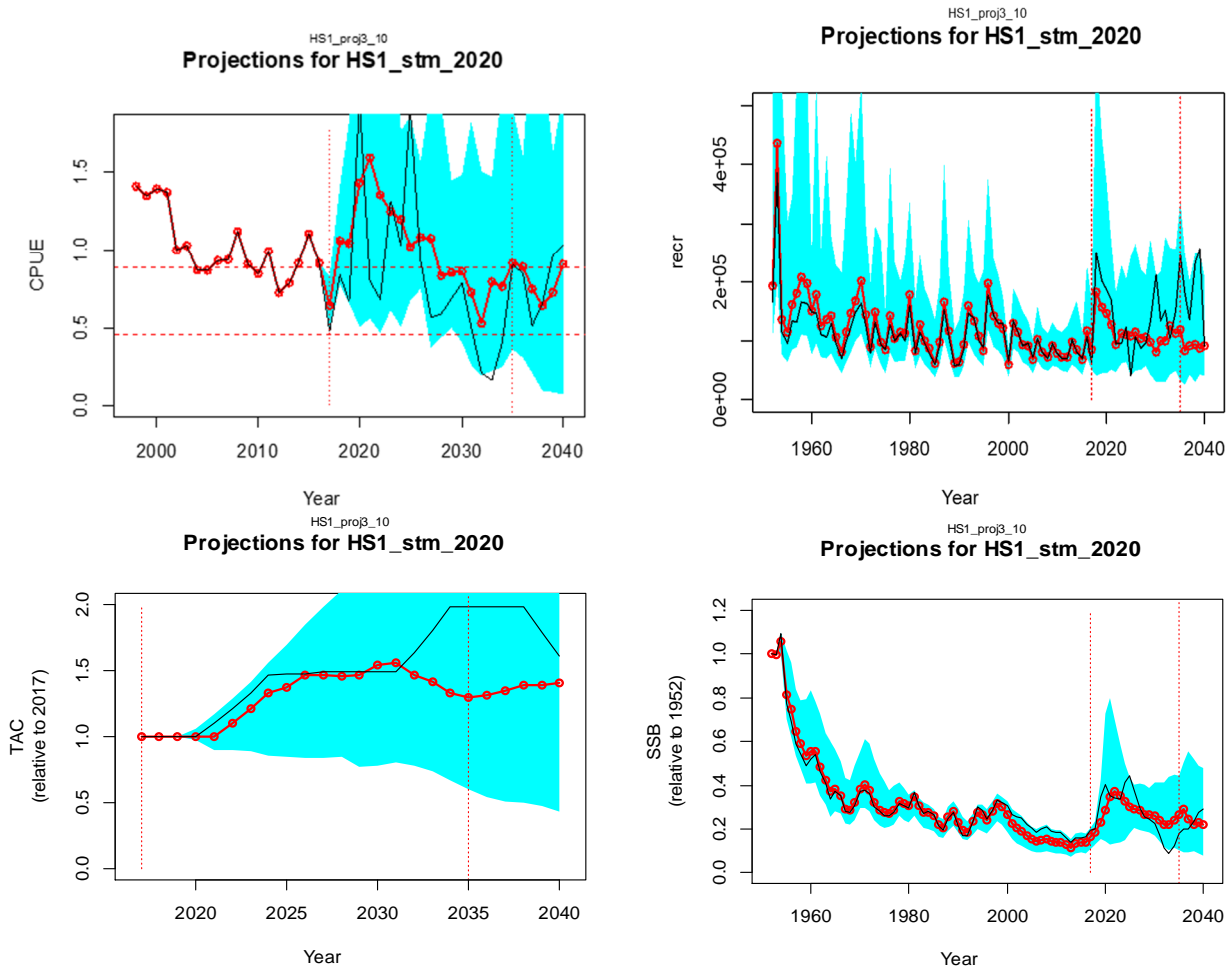 HS1_proj3_10
Projections for HS1_stm_2020
CPUE
1.5
1.0
0.5
0.0
2000
2010
2020
2030
2040
Year
HS1_proj3_10
Projections for HS1_stm_2020
recr
4e+05
2e+05
0e+00
1960
1980
2000
2020
2040
Year
HS1_proj3_10
Projections for HS1_stm_2020
TAC
(relative to 2017)
2.0
1.5
1.0
0.5
0.0
2020
2025
2030
2035
2040
Year
HS1_proj3_10
Projections for HS1_stm_2020
SSB
(relative to 1952)
1.2
1.0
0.8
0.6
0.4
0.2
0.0
1960
1980
2000
2020
2040
Year